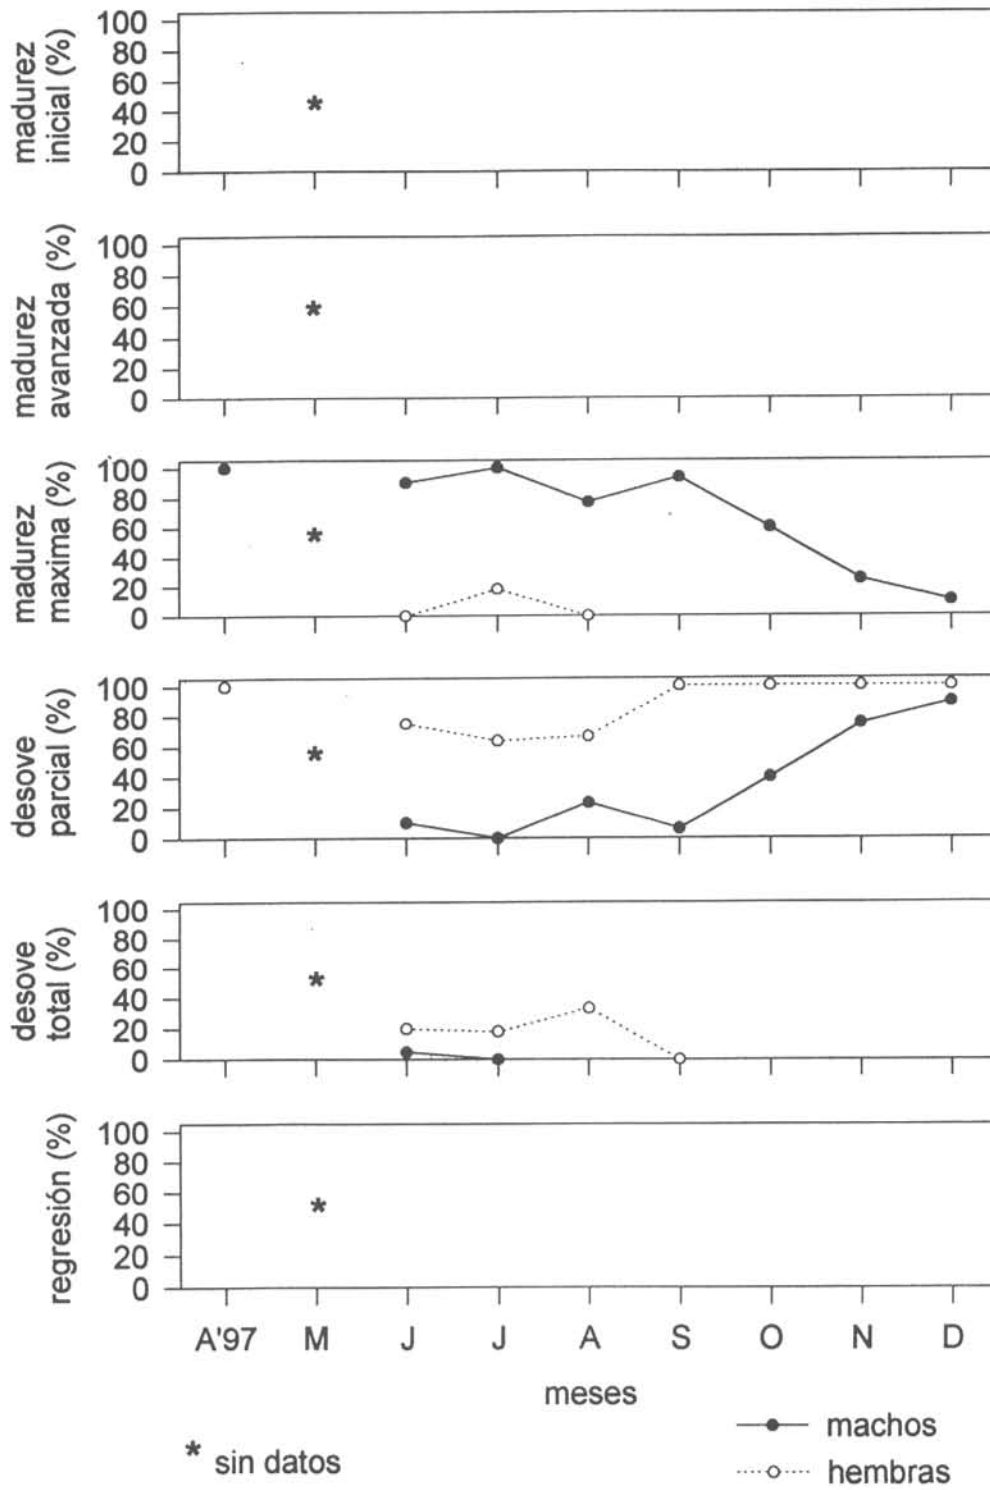 madurez
inicial (%)
100
80
60
40
20
0
*
madurez
avanzada (%)
100
80
60
40
20
0
*
madurez
maxima (%)
100
80
60
40
20
0
*
desove
parcial (%)
100
80
60
40
20
0
*
desove
total (%)
100
80
60
40
20
0
*
regresión (%)
100
80
60
40
20
0
*
A'97 M J J A S O N D
meses
* sin datos
machos
hembras